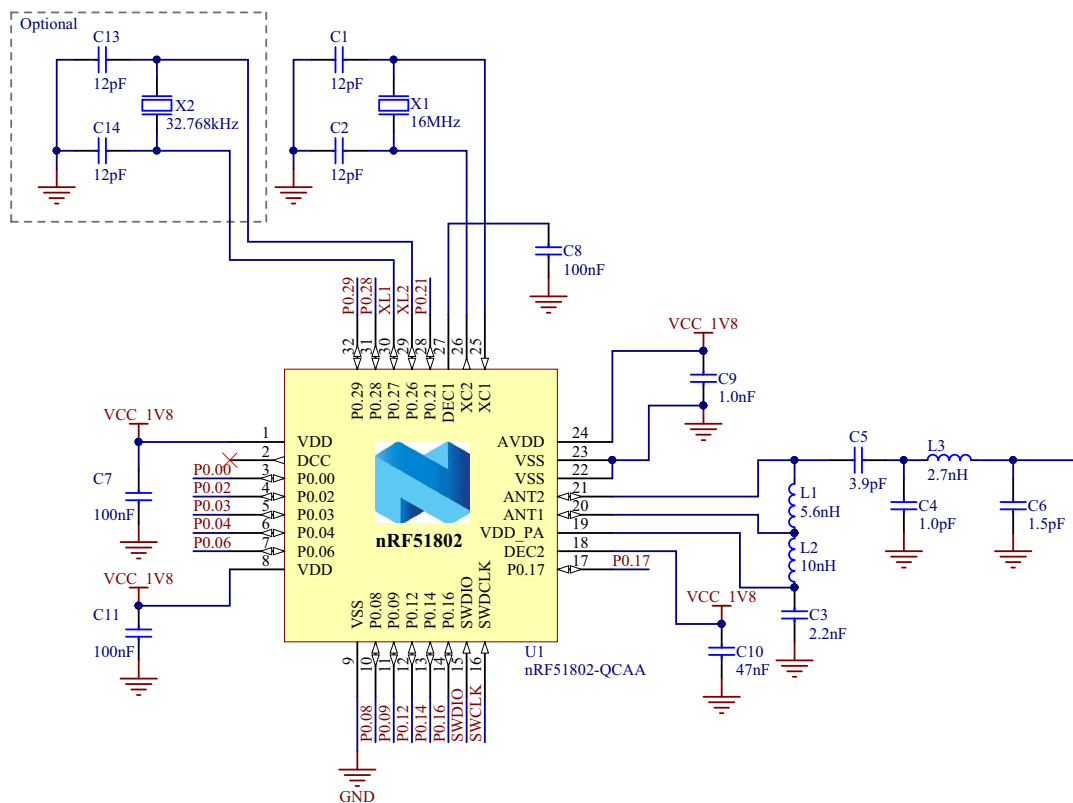 Optional
C13
12pF
X2
32.768kHz
C14
12pF
C1
12pF
X1
16MHz
C2
12pF
C8
100nF
P0.29
P0.28
XL1
XL2
P0.21
32
31
30
29
28
27
26
25
P0.29
P0.28
P0.27
P0.26
P0.21
DEC1
XC2
XC1
VCC_1V8
C9
1.0nF
VCC_1V8
C7
100nF
1
2
3
4
5
6
7
8
P0.00
P0.02
P0.03
P0.04
P0.06
VDD
DCC
P0.00
P0.02
P0.03
P0.04
P0.06
VDD
nRF51802
AVDD
VSS
VSS
ANT2
ANT1
VDD_PA
DEC2
P0.17
24
23
22
21
20
19
18
17
P0.17
C5
3.9pF
L3
2.7nH
L1
5.6nH
C4
1.0pF
C6
1.5pF
L2
10nH
C3
2.2nF
VCC_1V8
C10
47nF
VCC_1V8
C11
100nF
VSS
P0.08
P0.09
P0.12
P0.14
P0.16
SWDIO
SWDCLK
9
10
11
12
13
14
15
16
P0.08
P0.09
P0.12
P0.14
P0.16
SWDIO
SWCLK
U1
nRF51802-QCAA
GND